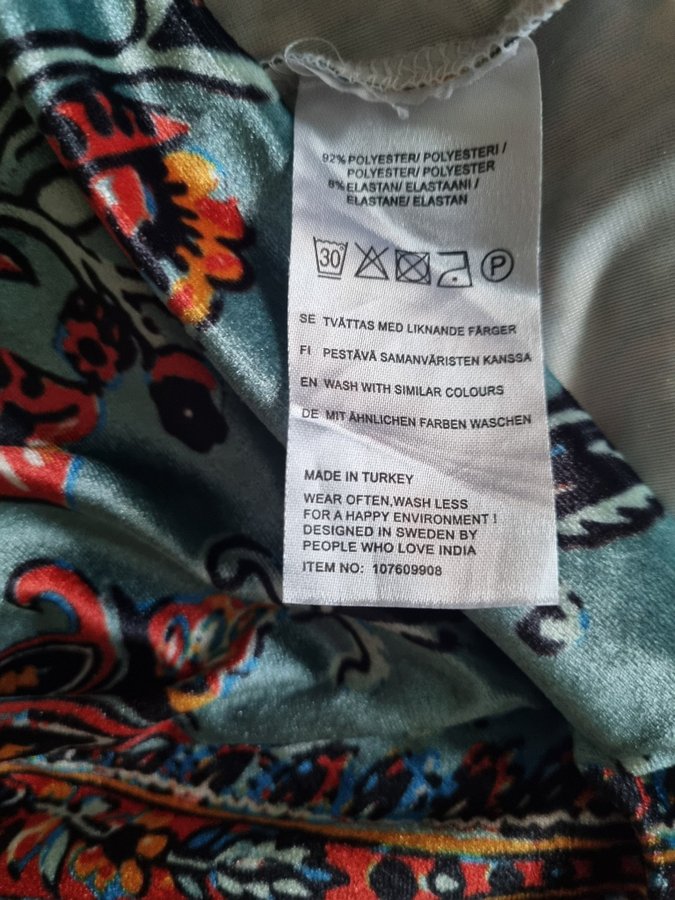 92% POLYESTER/ POLYESTERI /
POLYESTER/ POLYESTER
8% ELASTAN/ ELASTAANI /
ELASTANE/ ELASTAN
30 P
SE TVÄTTAS MED LIKNANDE FÄRGER
FI PESTÄVÄ SAMANVÄRISTEN KANSSA
EN WASH WITH SIMILAR COLOURS
DE MIT ÄHNLICHEN FARBEN WASCHEN
MADE IN TURKEY
WEAR OFTEN,WASH LESS
FOR A HAPPY ENVIRONMENT !
DESIGNED IN SWEDEN BY
PEOPLE WHO LOVE INDIA
ITEM NO: 107609908